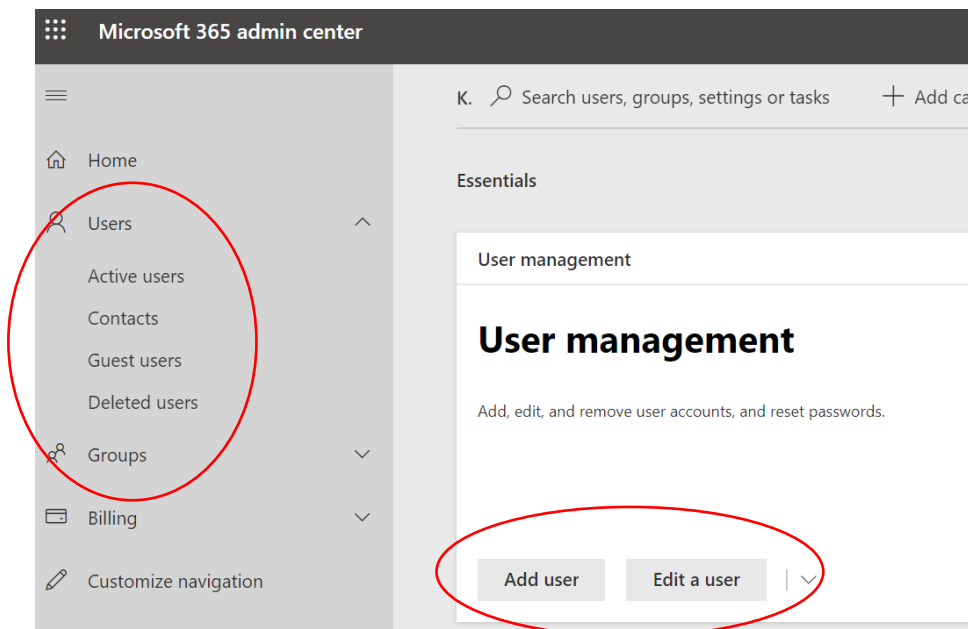 Microsoft 365 admin center
K. Search users, groups, settings or tasks
Add ca
Home
Users
Active users
Contacts
Guest users
Deleted users
Groups
Billing
Customize navigation
Essentials
User management
User management
Add, edit, and remove user accounts, and reset passwords.
Add user
Edit a user